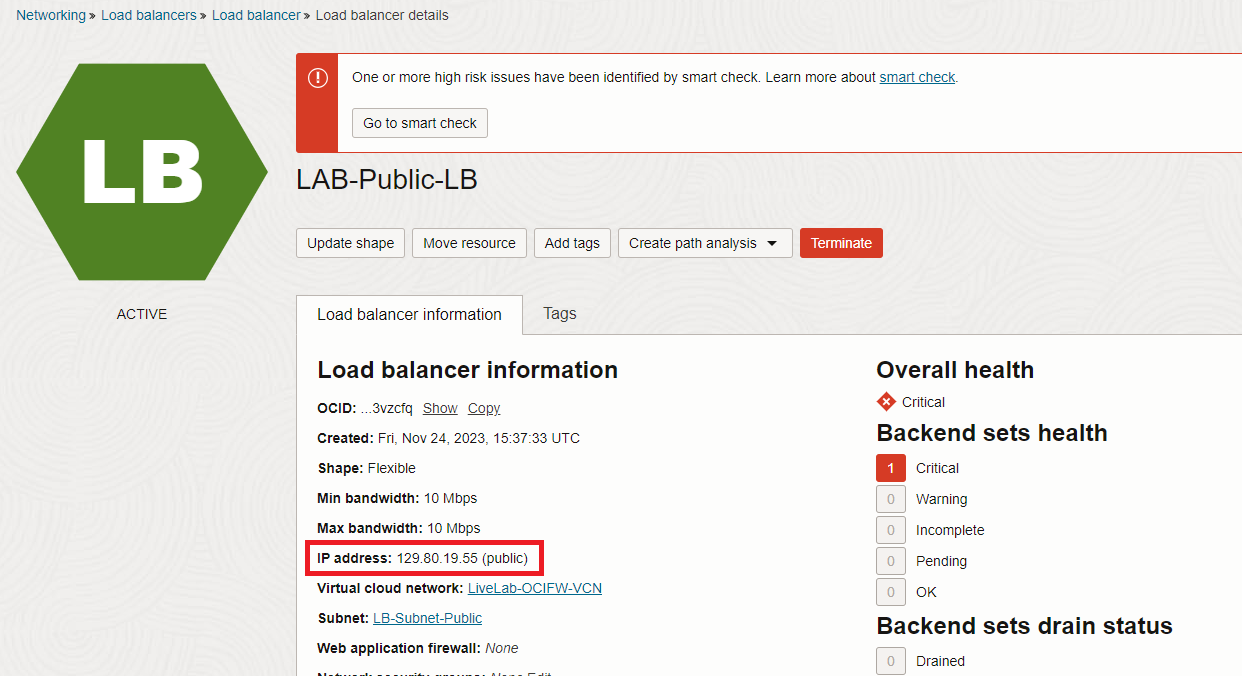 Networking » Load balancers » Load balancer » Load balancer details
One or more high risk issues have been identified by smart check. Learn more about smart check.
Go to smart check
LB
ACTIVE
LAB-Public-LB
Update shape
Move resource
Add tags
Create path analysis
Terminate
Load balancer information
Tags
Load balancer information
OCID: ...3vzcfq Show Copy
Created: Fri, Nov 24, 2023, 15:37:33 UTC
Shape: Flexible
Min bandwidth: 10 Mbps
Max bandwidth: 10 Mbps
IP address: 129.80.19.55 (public)
Virtual cloud network: LiveLab-OCIFW-VCN
Subnet: LB-Subnet-Public
Web application firewall: None
Network security groups: None Edit
Overall health
Critical
Backend sets health
1 Critical
0 Warning
0 Incomplete
0 Pending
0 OK
Backend sets drain status
0 Drained